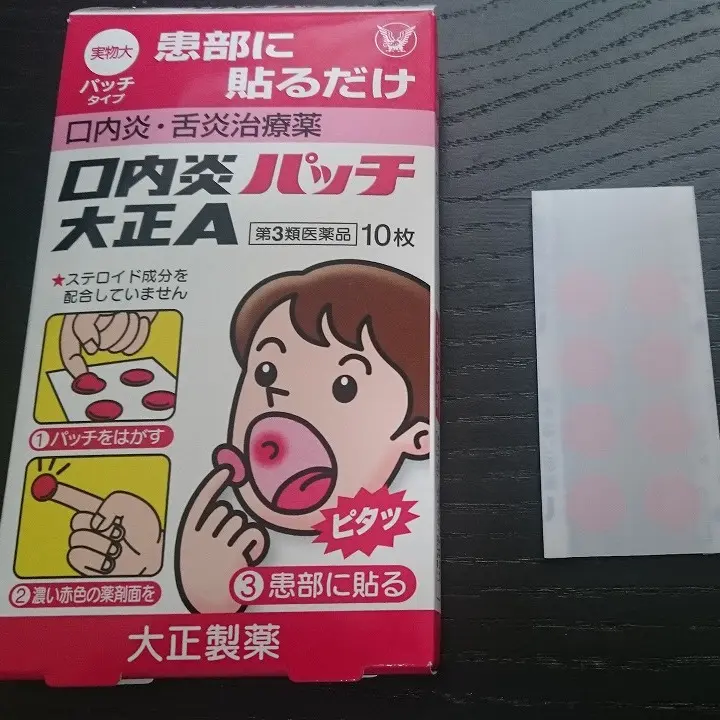 実物大
パッチ
タイプ
患部に
貼るだけ
口内炎・舌炎治療薬
口内炎パッチ
大正A
第3類医薬品
10枚
★ステロイド成分を
配合していません
①パッチをはがす
②濃い赤色の薬剤面を
ピタッ
③患部に貼る
大正製薬